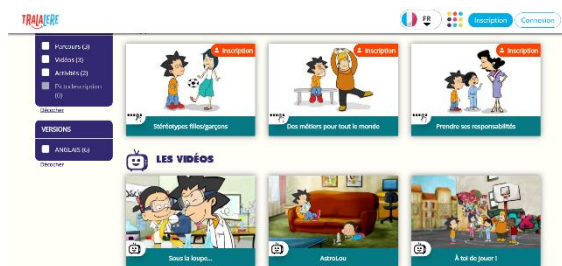 TRALALERE
FR
Inscription
Connexion
Parcours (3)
Vidéos (3)
Activités (2)
Pictodescription
(0)
Décocher
VERSIONS
ANGLAIS (6)
Décocher
Inscription
Inscription
Inscription
Stéréotypes filles/garçons
Des métiers pour tout le monde
Prendre ses responsabilités
LES VIDÉOS
Sous la loupe...
AstroLou
À toi de jouer !